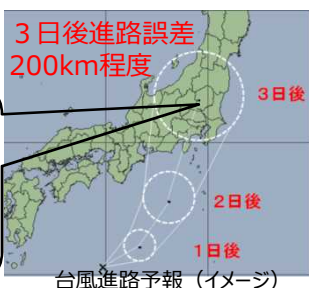 ３日後進路誤差
200km程度
3日後
2日後
1日後
台風進路予報（イメージ）